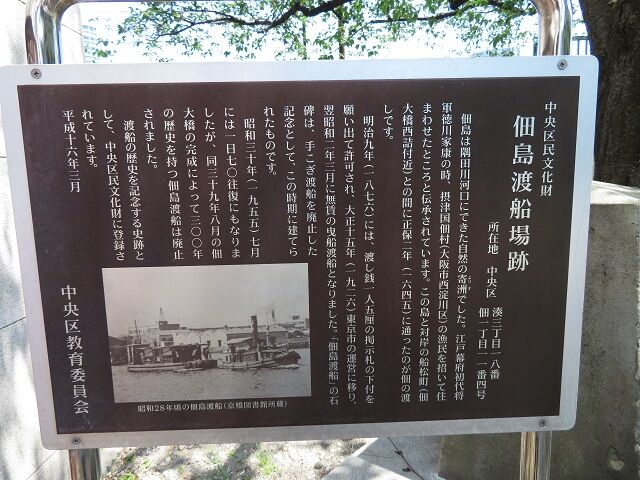 中央区民文化財
佃島渡船場跡
所在地 中央区 湊三丁目一八番
佃一丁目一一番四号
佃島は隅田川河口にできた自然の寄洲でした。江戸幕府初代将
よりす
軍徳川家康の時、摂津国佃村(大阪市西淀川区)の漁民を招いて住
まわせたところと伝承されています。この島と対岸の船松町(佃
大橋西詰付近)との間に正保二年(一六四五)に通ったのが佃の渡
しです。
明治九年(一八七六)には、渡し銭一人五厘の掲示札の下付を
願い出て許可され、大正十五年(一九二六)東京市の運営に移り、
翌昭和二年三月に無賃の曳船渡船となりました。「佃島渡船」の石
碑は、手こぎ渡船を廃止した
記念として、この時期に建てら
れたものです。
昭和三十年(一九五五)七月
には一日七〇往復にもなりま
したが、同三十九年八月の佃
大橋の完成によって三〇〇年
の歴史を持つ佃島渡船は廃止
されました。
渡船の歴史を記念する史跡と
して、中央区民文化財に登録さ
れています。
平成十六年三月
中央区教育委員会
昭和28年頃の佃島渡船(京橋図書館所蔵)